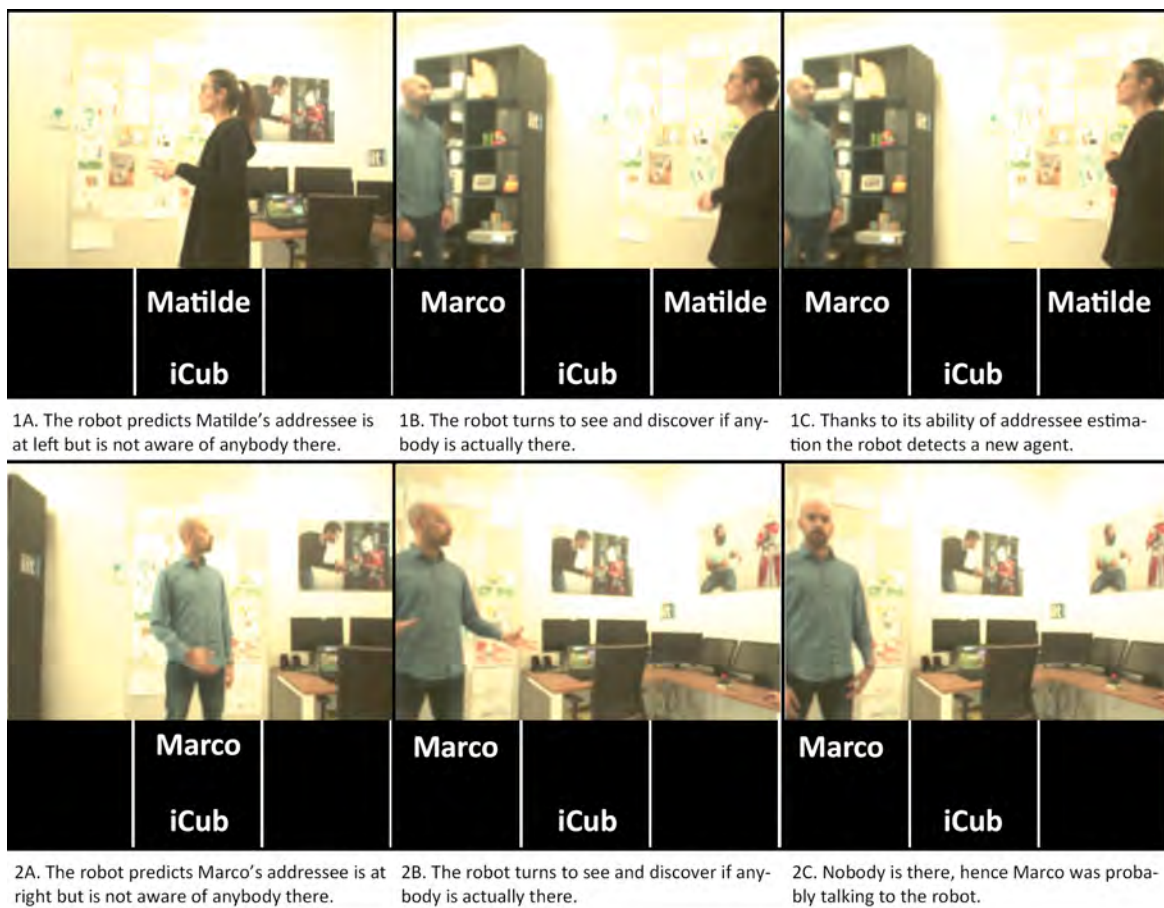 Matilde
iCub
Marco
Matilde
iCub
Marco
Matilde
iCub
1A. The robot predicts Matilde's addressee is
at left but is not aware of anybody there.
1B. The robot turns to see and discover if any-
body is actually there.
1C. Thanks to its ability of addressee estima-
tion the robot detects a new agent.
Marco
iCub
Marco
iCub
Marco
iCub
2A. The robot predicts Marco's addressee is at
right but is not aware of anybody there.
2B. The robot turns to see and discover if any-
body is actually there.
2C. Nobody is there, hence Marco was proba-
bly talking to the robot.